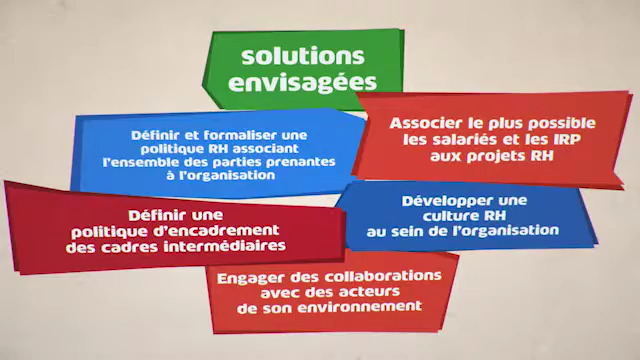 solutions
envisagées
Définir et formaliser une
politique RH associant
l'ensemble des parties prenantes
à l'organisation
Associer le plus possible
les salariés et les IRP
aux projets RH
Définir une
politique d'encadrement
des cadres intermédiaires
Développer une
culture RH
au sein de l'organisation
Engager des collaborations
avec des acteurs
de son environnement